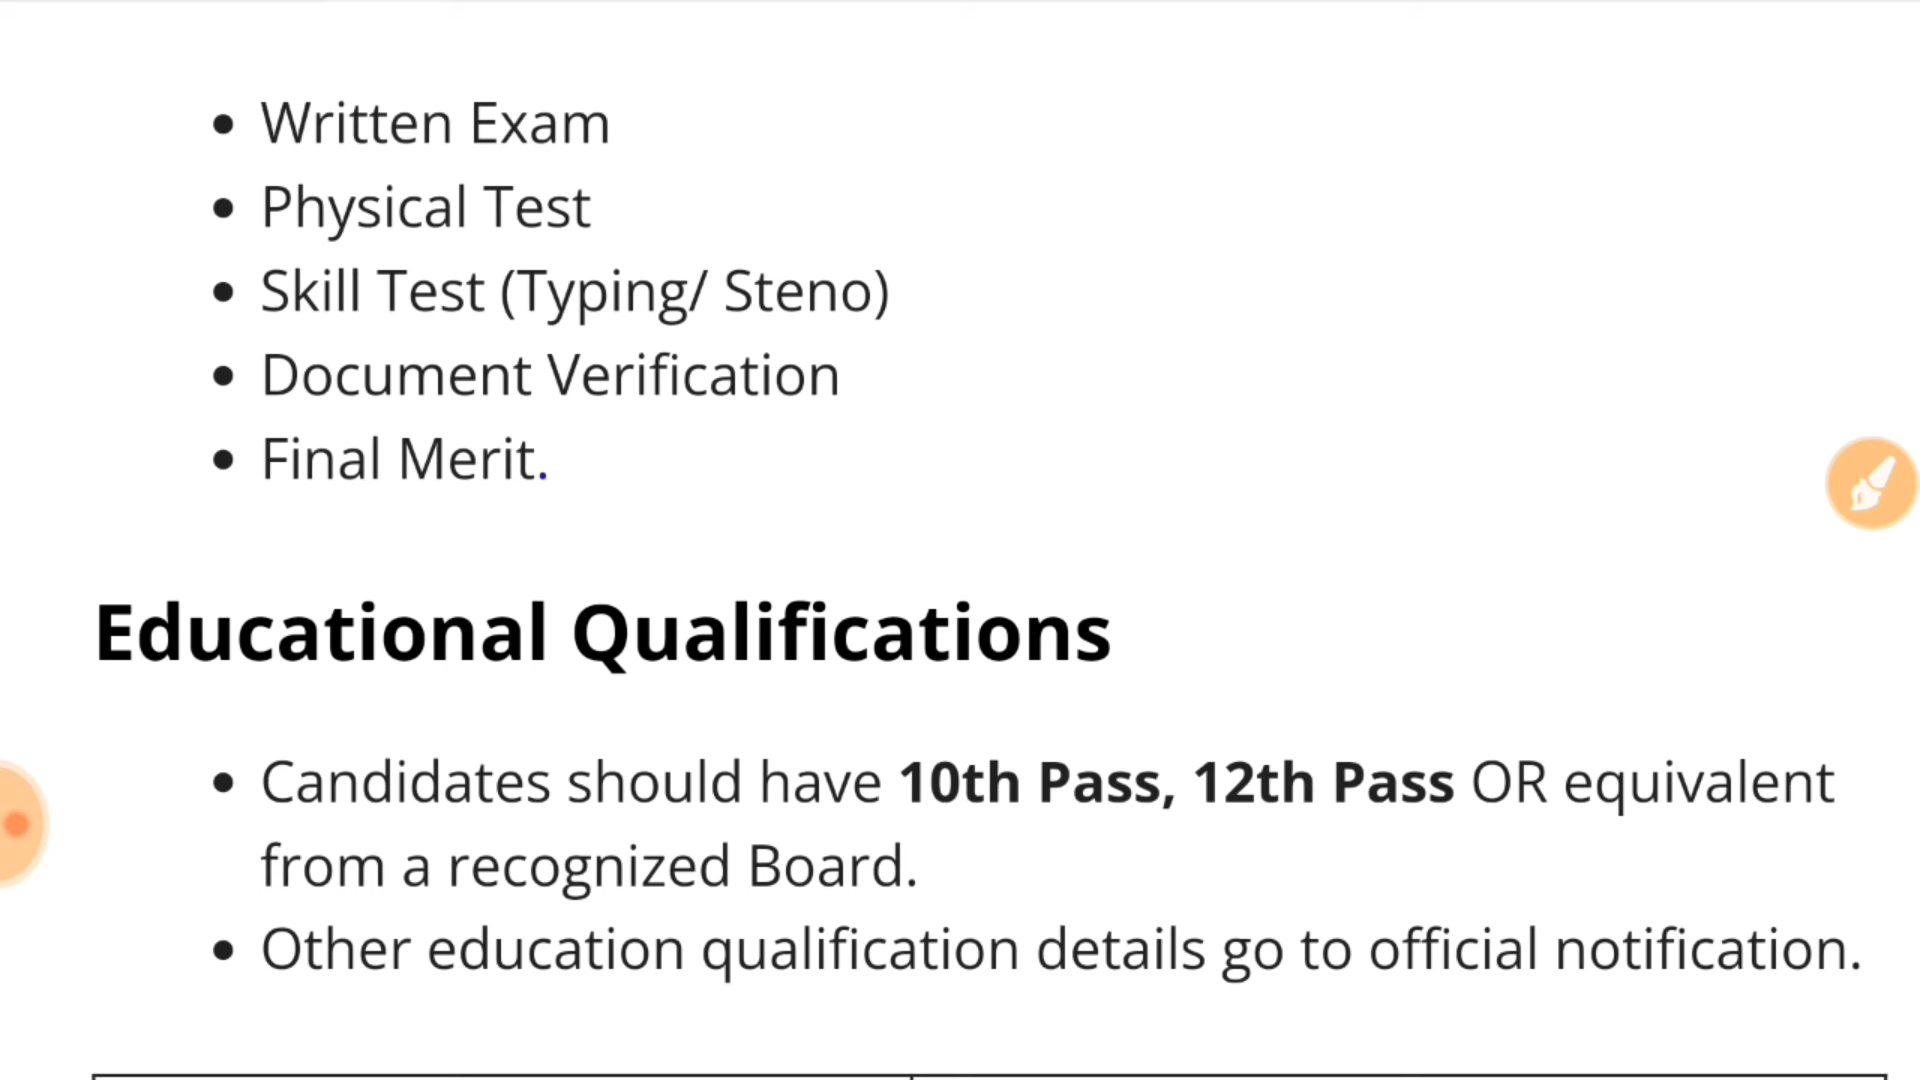 Written Exam
Physical Test
Skill Test (Typing/ Steno)
Document Verification
Final Merit.
Educational Qualifications
Candidates should have 10th Pass, 12th Pass OR equivalent
from a recognized Board.
Other education qualification details go to official notification.